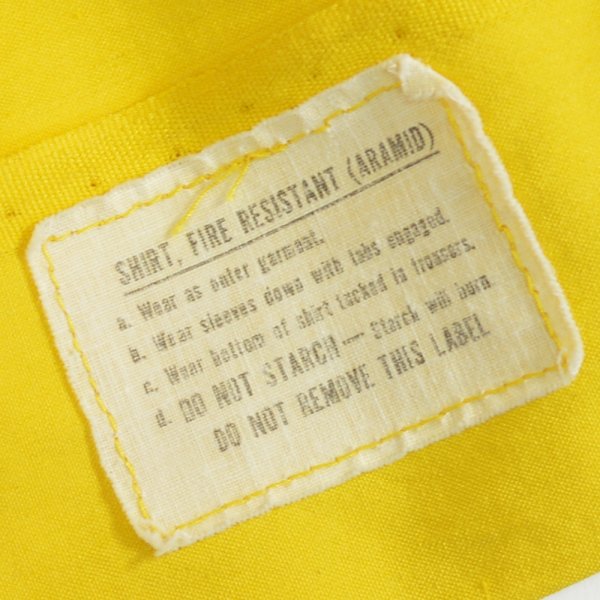 SHIRT, FIRE RESISTANT (ARAMID)
a. Wear as outer garment.
b. Wear sleeves down with tabs engaged.
c. Wear bottom of shirt tucked in trousers.
d. DO NOT STARCH — Starch will burn
DO NOT REMOVE THIS LABEL